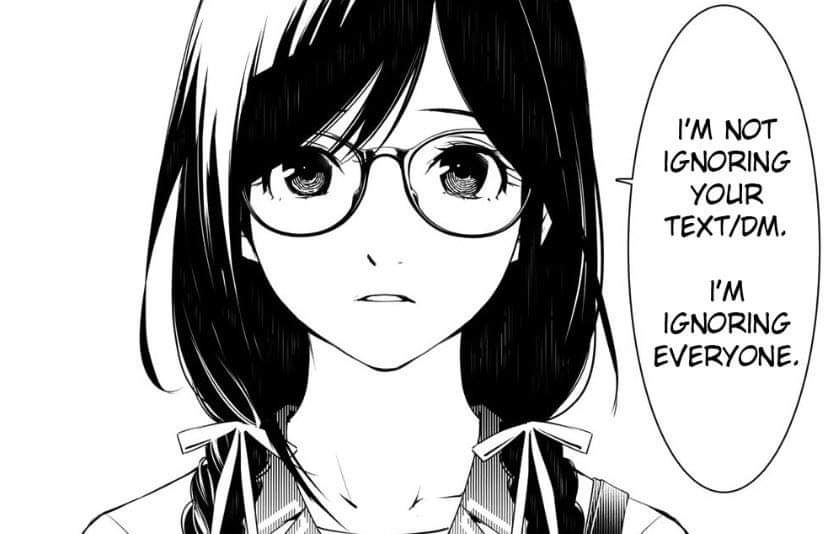 I'M NOT
IGNORING
YOUR
TEXT/DM.
I'M
IGNORING
EVERYONE.